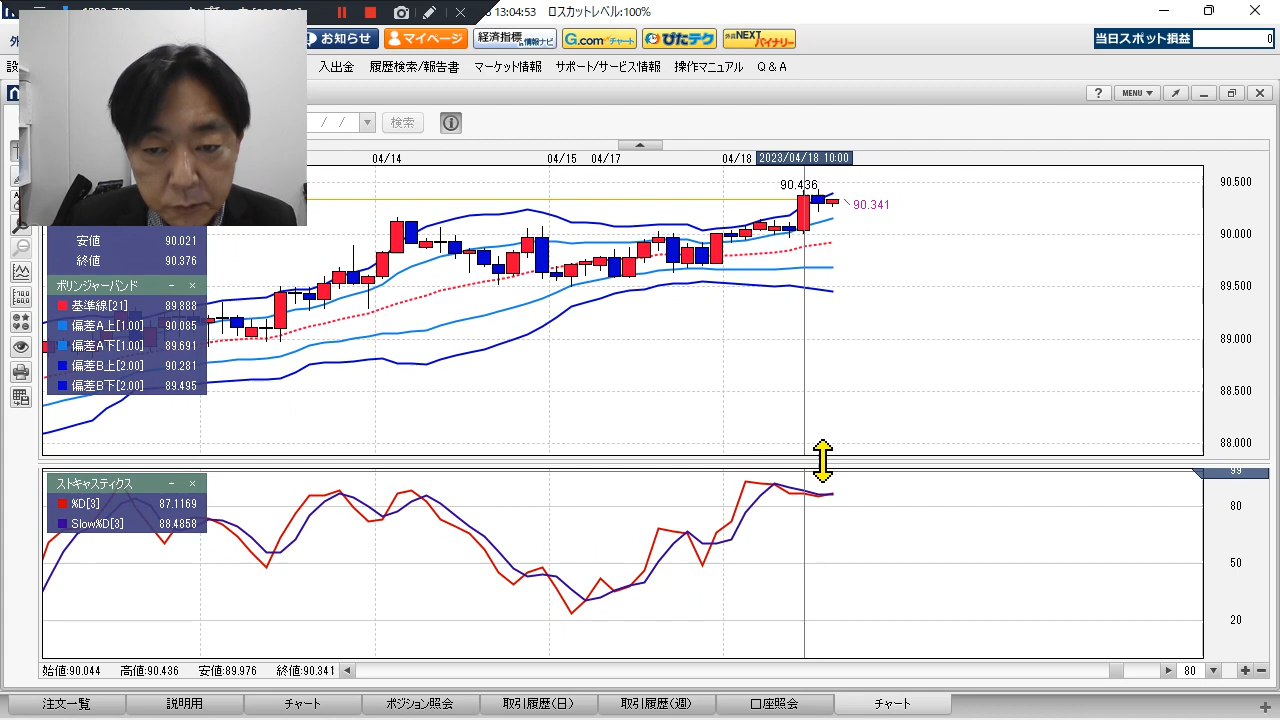 13:04:53 ロスカットレベル:100%
お知らせ
マイページ
経済指標
情報ナビ
G.comチャート
ぴたテク
外貨NEXT
バイナリー
当日スポット損益
0
入出金 履歴検索/報告書 マーケット情報 サポート/サービス情報 操作マニュアル Q&A
? MENU
/ / 検索
04/14 04/15 04/17 04/18 2023/04/18 10:00
90.436
90.341
90.500
90.000
89.500
89.000
88.500
88.000
安値 90.021
終値 90.376
ボリンジャーバンド
基準線[21] 89.888
偏差A上[1.00] 90.085
偏差A下[1.00] 89.691
偏差B上[2.00] 90.281
偏差B下[2.00] 89.495
ストキャスティクス
%D[3] 87.1169
Slow%D[3] 88.4858
99
80
50
20
始値:90.044 高値:90.436 安値:89.976 終値:90.341
80
注文一覧 説明用 チャート ポジション照会 取引履歴(日) 取引履歴(週) 口座照会 チャート